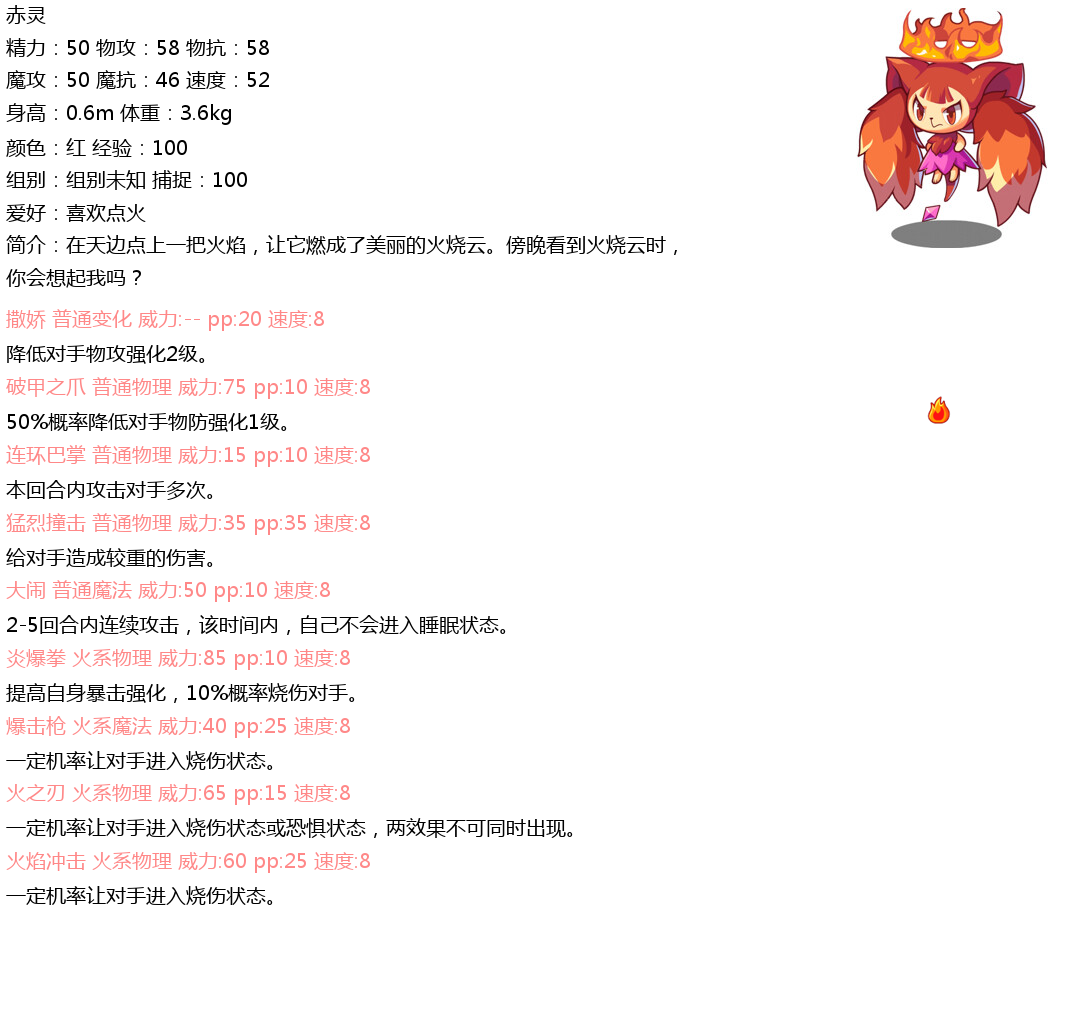 赤灵
精力：50 物攻：58 物抗：58
魔攻：50 魔抗：46 速度：52
身高：0.6m 体重：3.6kg
颜色：红 经验：100
组别：组别未知 捕捉：100
爱好：喜欢点火
简介：在天边点上一把火焰，让它燃成了美丽的火烧云。傍晚看到火烧云时，
你会想起我吗？
撒娇 普通变化 威力:-- pp:20 速度:8
降低对手物攻强化2级。
破甲之爪 普通物理 威力:75 pp:10 速度:8
50%概率降低对手物防强化1级。
连环巴掌 普通物理 威力:15 pp:10 速度:8
本回合内攻击对手多次。
猛烈撞击 普通物理 威力:35 pp:35 速度:8
给对手造成较重的伤害。
大闹 普通魔法 威力:50 pp:10 速度:8
2-5回合内连续攻击，该时间内，自己不会进入睡眠状态。
炎爆拳 火系物理 威力:85 pp:10 速度:8
提高自身暴击强化，10%概率烧伤对手。
爆击枪 火系魔法 威力:40 pp:25 速度:8
一定机率让对手进入烧伤状态。
火之刃 火系物理 威力:65 pp:15 速度:8
一定机率让对手进入烧伤状态或恐惧状态，两效果不可同时出现。
火焰冲击 火系物理 威力:60 pp:25 速度:8
一定机率让对手进入烧伤状态。